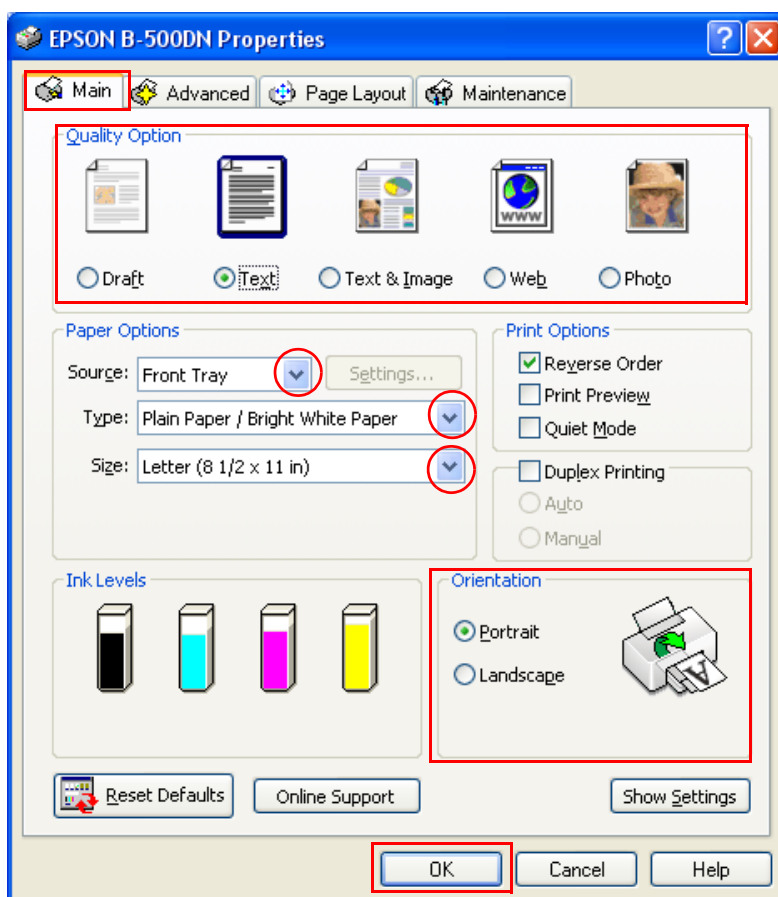 EPSON B-500DN Properties
Main Advanced Page Layout Maintenance
Quality Option
WWW
Draft Text Text & Image Web Photo
Paper Options
Source: Front Tray Settings...
Type: Plain Paper / Bright White Paper
Size: Letter (8 1/2 x 11 in)
Print Options
Reverse Order
Print Preview
Quiet Mode
Duplex Printing
Auto
Manual
Ink Levels
Orientation
Portrait
Landscape
A
Reset Defaults Online Support Show Settings
OK Cancel Help